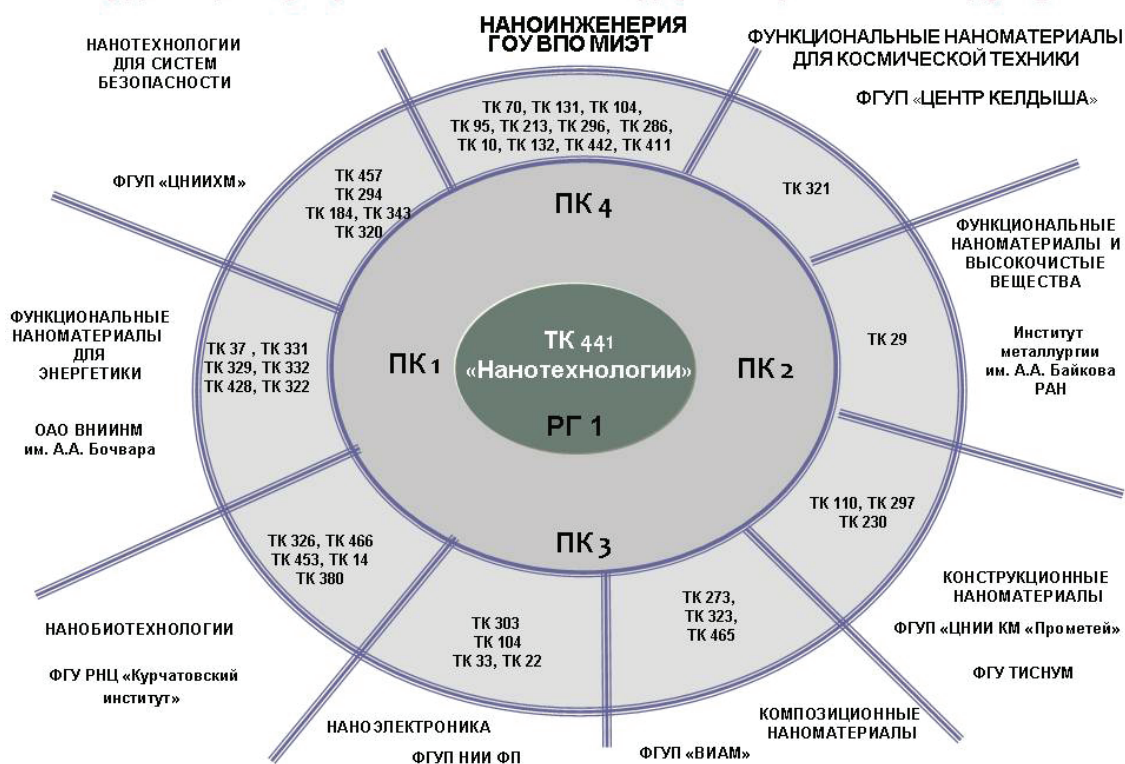 НАНОИНЖЕНЕРИЯ
ГОУ ВПО МИЭТ
НАНОТЕХНОЛОГИИ
ДЛЯ СИСТЕМ
БЕЗОПАСНОСТИ
ФГУП «ЦНИИХМ»
ФУНКЦИОНАЛЬНЫЕ НАНОМАТЕРИАЛЫ
ДЛЯ КОСМИЧЕСКОЙ ТЕХНИКИ
ФГУП «ЦЕНТР КЕЛДЫША»
ТК 70, ТК 131, ТК 104,
ТК 95, ТК 213, ТК 296, ТК 286,
ТК 10, ТК 132, ТК 442, ТК 411
ТК 457
ТК 294
ТК 184, ТК 343
ТК 320
ТК 321
ПК 4
ФУНКЦИОНАЛЬНЫЕ
НАНОМАТЕРИАЛЫ И
ВЫСОКОЧИСТЫЕ
ВЕЩЕСТВА
Институт
металлургии
им. А.А. Байкова
РАН
ТК 29
ФУНКЦИОНАЛЬНЫЕ
НАНОМАТЕРИАЛЫ
ДЛЯ
ЭНЕРГЕТИКИ
ОАО ВНИИНМ
им. А.А. Бочвара
ТК 37 , ТК 331
ТК 329, ТК 332
ТК 428, ТК 322
ПК 1
ТК 441
«Нанотехнологии»
РГ 1
ПК 2
ПК 3
ТК 110, ТК 297
ТК 230
КОНСТРУКЦИОННЫЕ
НАНОМАТЕРИАЛЫ
ФГУП «ЦНИИ КМ «Прометей»
ФГУ ТИСНУМ
ТК 326, ТК 466
ТК 453, ТК 14
ТК 380
НАНОБИОТЕХНОЛОГИИ
ФГУ РНЦ «Курчатовский
институт»
ТК 303
ТК 104
ТК 33, ТК 22
НАНОЭЛЕКТРОНИКА
ФГУП НИИ ФП
ТК 273,
ТК 323,
ТК 465
КОМПОЗИЦИОННЫЕ
НАНОМАТЕРИАЛЫ
ФГУП «ВИАМ»